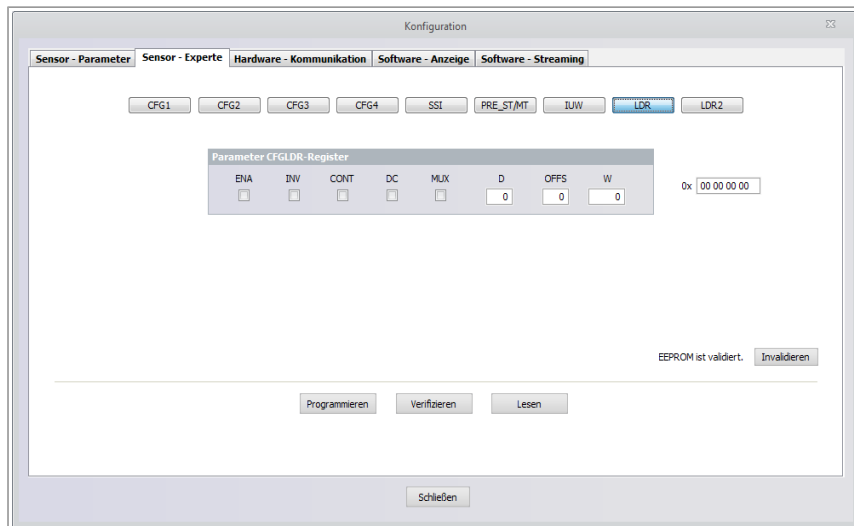 Konfiguration
Sensor - Parameter Sensor - Experte Hardware - Kommunikation Software - Anzeige Software - Streaming
CFG1 CFG2 CFG3 CFG4 SSI PRE_ST/MT IUW LDR LDR2
Parameter CFGLDR-Register
ENA INV CONT DC MUX D OFFS W
0 0 0 0x 00 00 00 00
EEPROM ist validiert. Invalidieren
Programmieren Verifizieren Lesen
Schließen